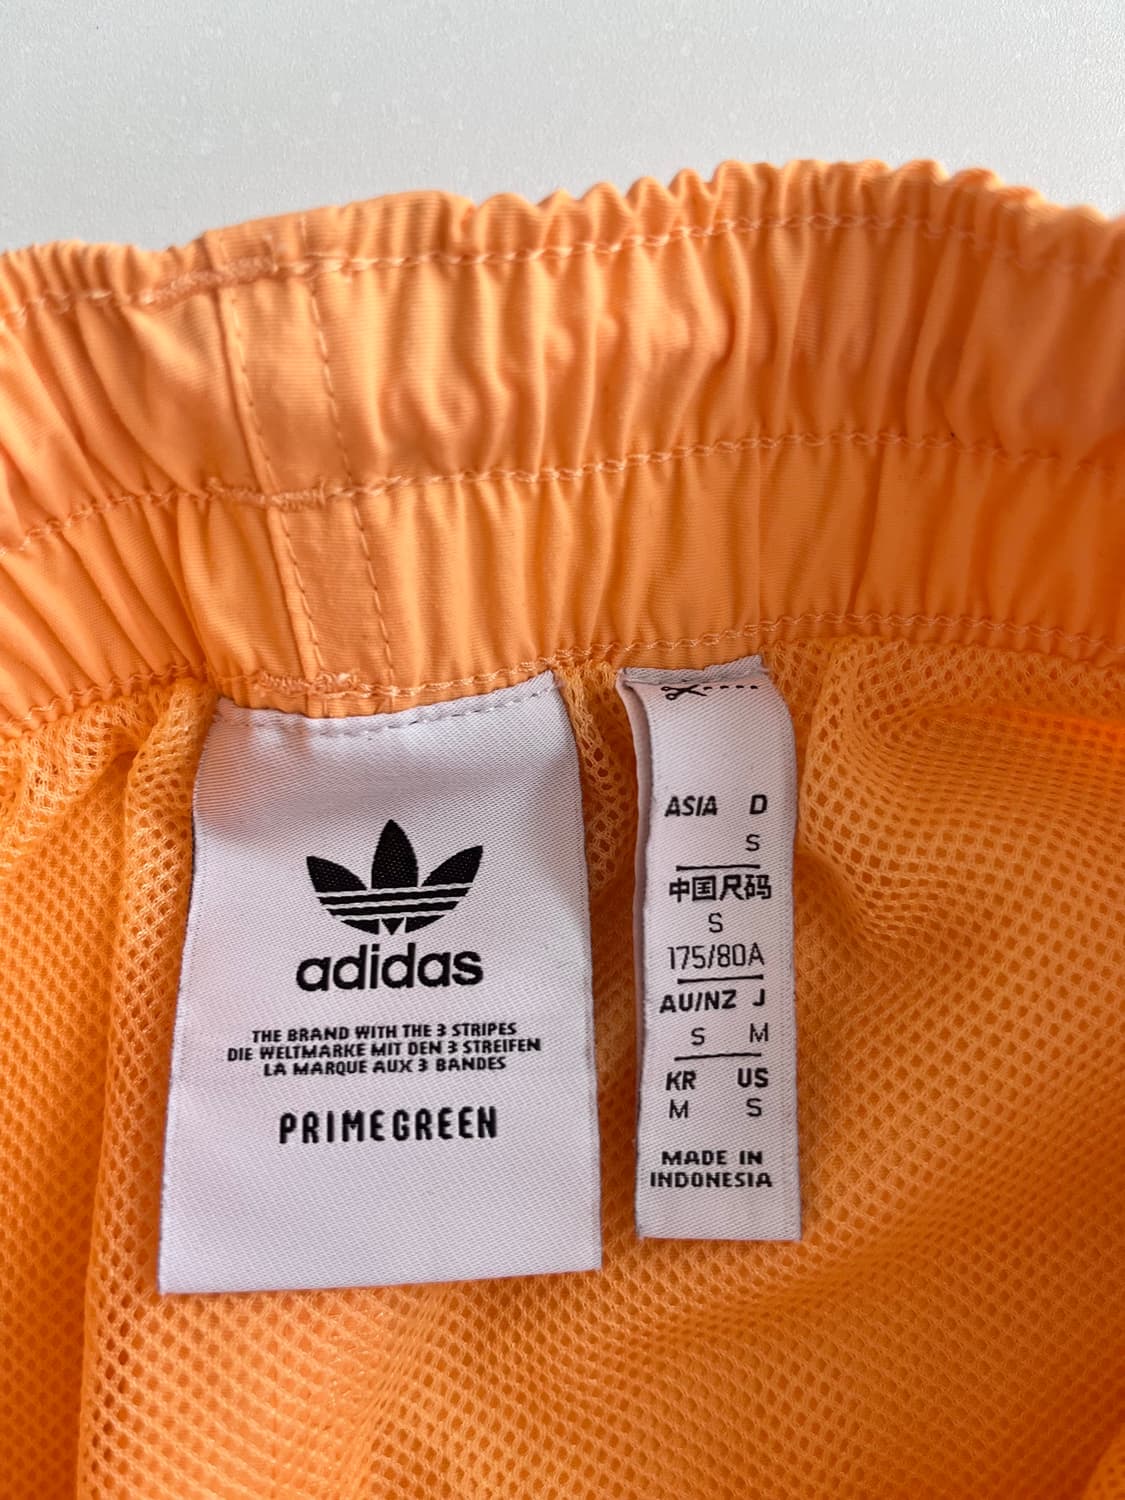 adidas
THE BRAND WITH THE 3 STRIPES
DIE WELTMARKE MIT DEN 3 STREIFEN
LA MARQUE AUX 3 BANDES
PRIMEGREEN
ASIA D
S
中国尺码
S
175/80A
AU/NZ J
S M
KR US
M S
MADE IN
INDONESIA